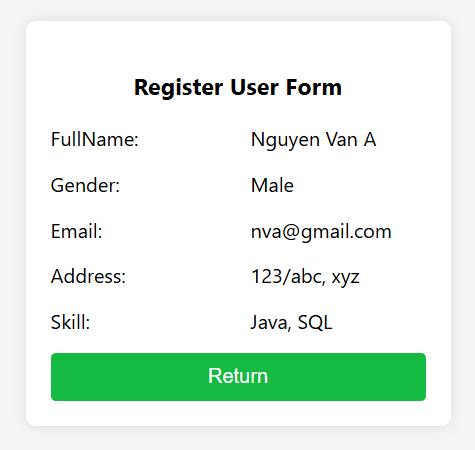 Register User Form
FullName: Nguyen Van A
Gender: Male
Email: nva@gmail.com
Address: 123/abc, xyz
Skill: Java, SQL
Return